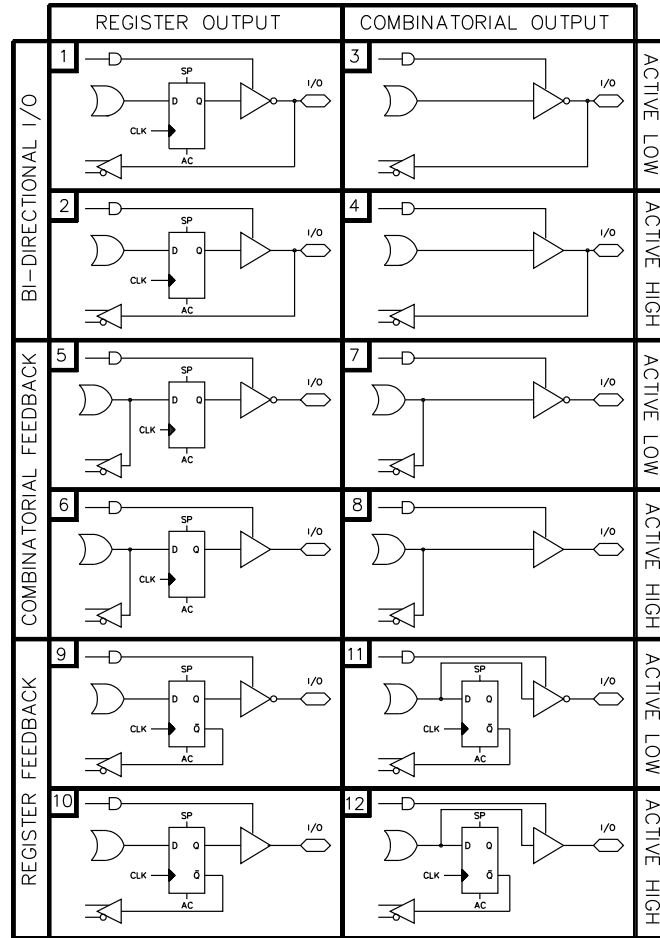 REGISTER OUTPUT
COMBINATORIAL OUTPUT
BI-DIRECTIONAL I/O
1
SP
D Q
CLK
AC
I/O
3
I/O
ACTIVE LOW
2
SP
D Q
CLK
AC
I/O
4
I/O
ACTIVE HIGH
COMBINATORIAL FEEDBACK
5
SP
D Q
CLK
AC
I/O
7
I/O
ACTIVE LOW
6
SP
D Q
CLK
AC
I/O
8
I/O
ACTIVE HIGH
REGISTER FEEDBACK
9
SP
D Q
CLK
Q̄
AC
I/O
11
SP
D Q
CLK
Q̄
AC
I/O
ACTIVE LOW
10
SP
D Q
CLK
Q̄
AC
I/O
12
SP
D Q
CLK
Q̄
AC
I/O
ACTIVE HIGH